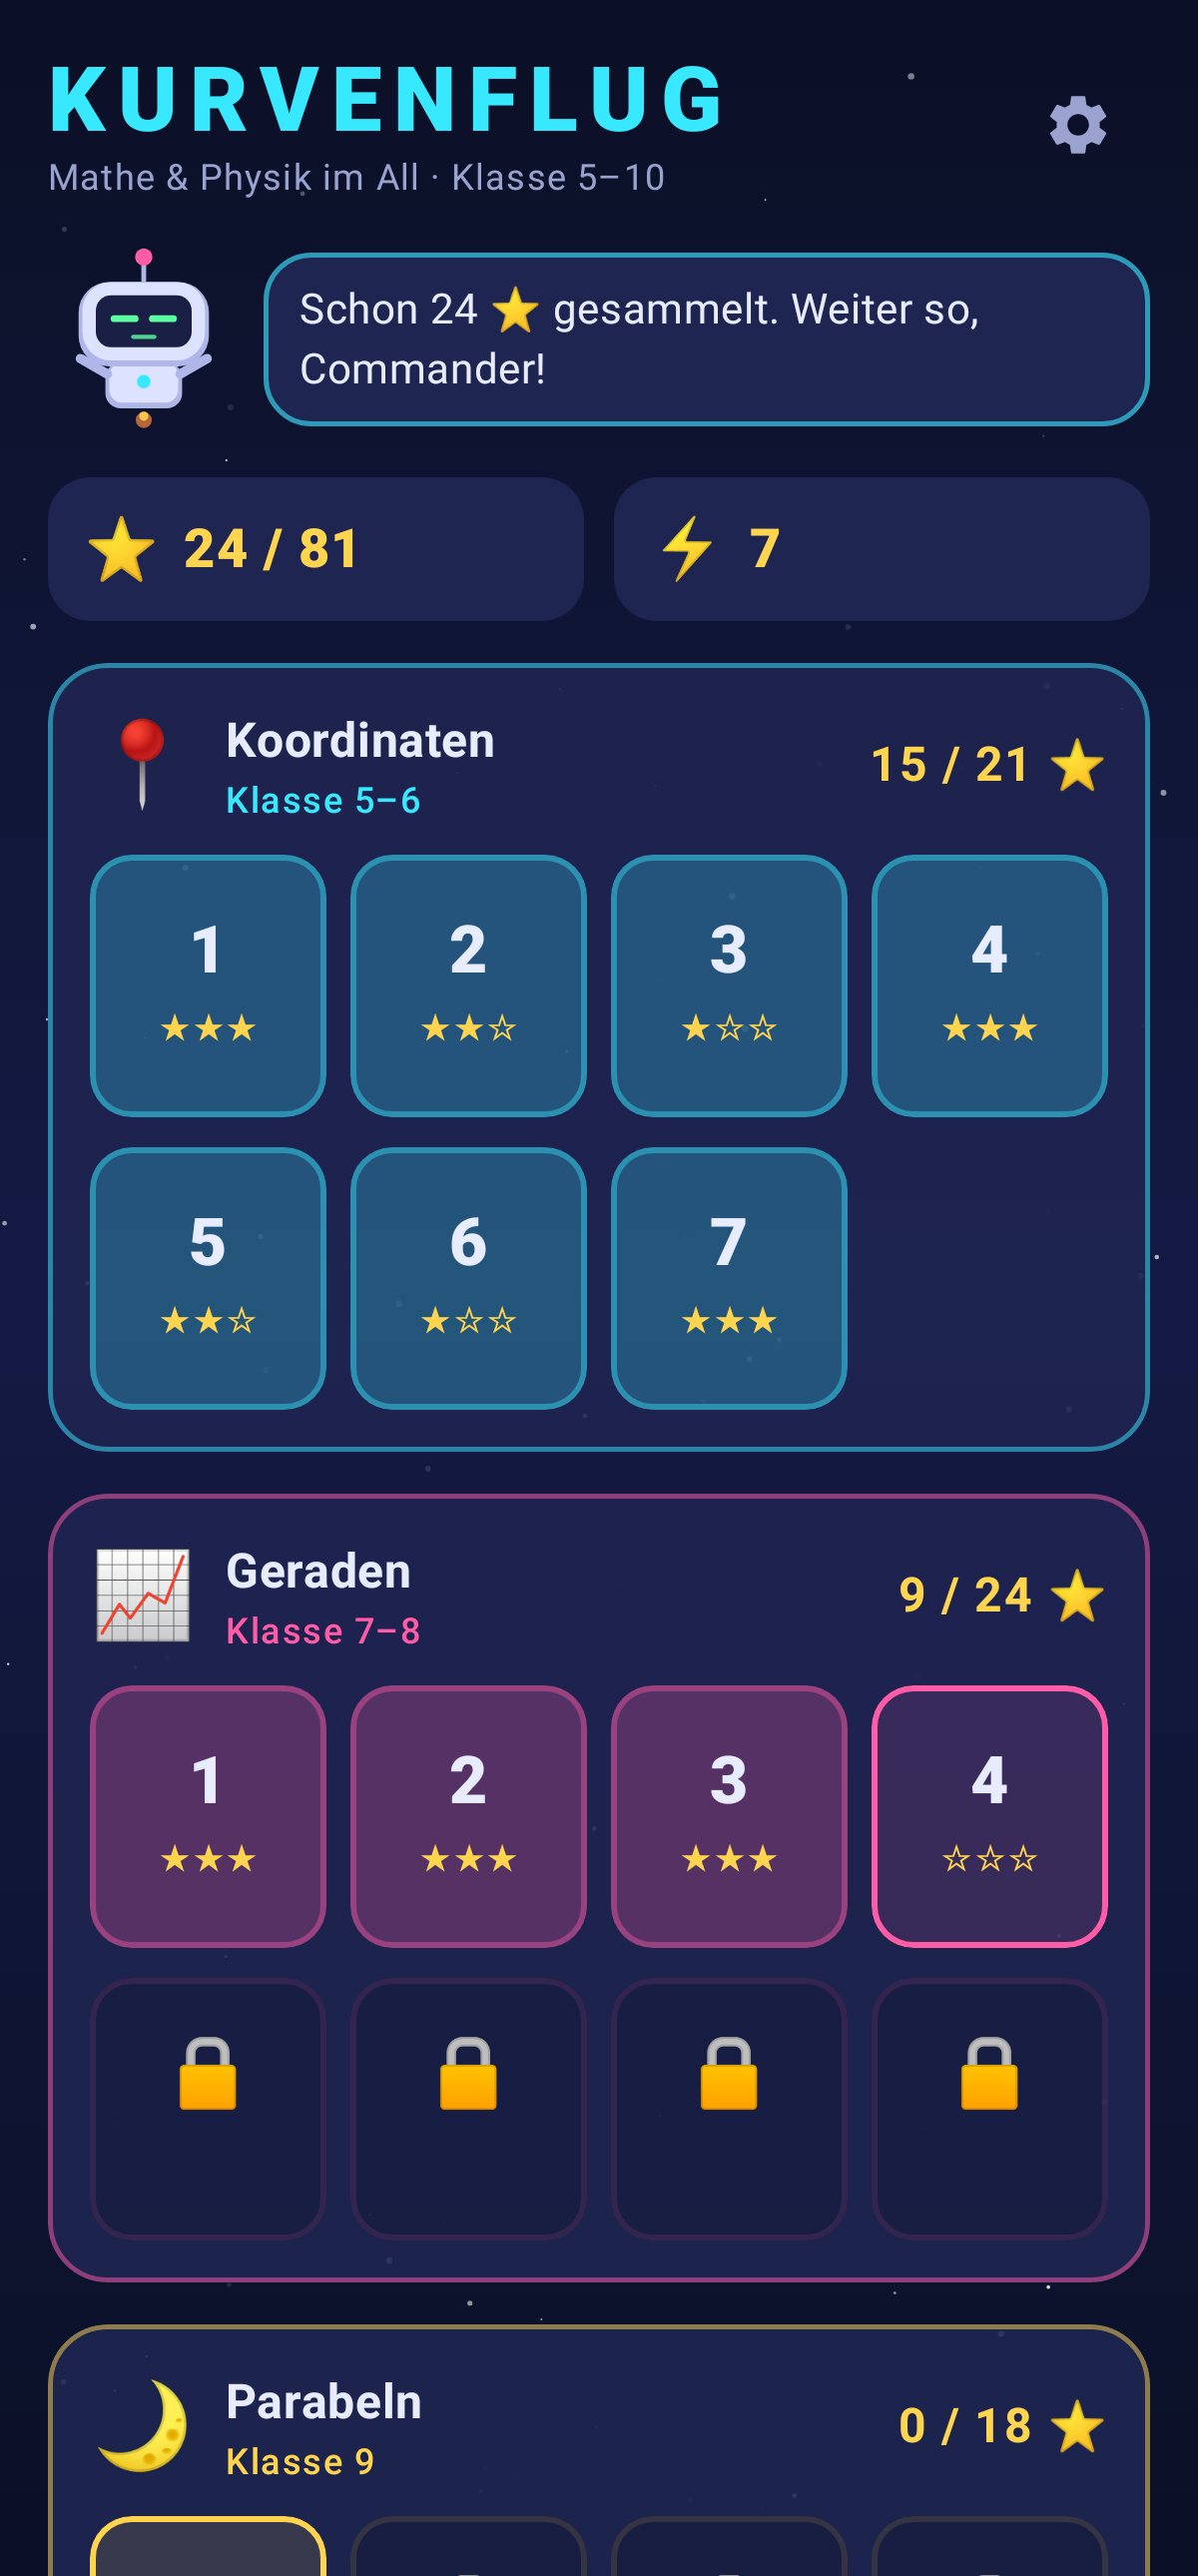 KURVENFLUG
Mathe & Physik im All · Klasse 5–10
Schon 24 ⭐ gesammelt. Weiter so,
Commander!
24 / 81
7
Koordinaten
Klasse 5–6
15 / 21 ⭐
1 2 3 4
★★★ ★★☆ ★☆☆ ★★★
5 6 7
★★☆ ★☆☆ ★★★
Geraden
Klasse 7–8
9 / 24 ⭐
1 2 3 4
★★★ ★★★ ★★★ ☆☆☆
Parabeln
Klasse 9
0 / 18 ⭐